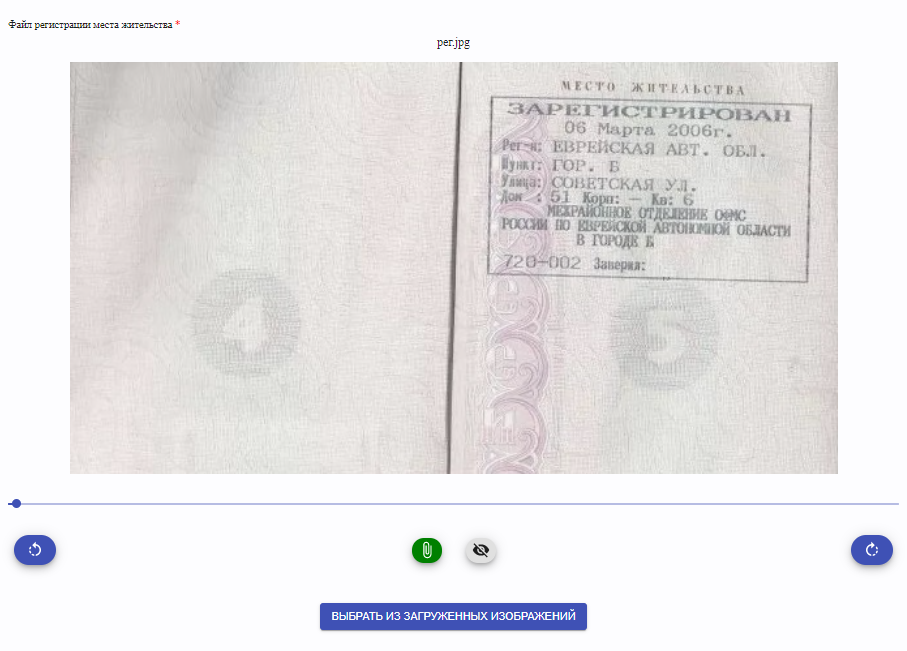 Файл регистрации места жительства *
рег.jpg
МЕСТО ЖИТЕЛЬСТВА
ЗАРЕГИСТРИРОВАН
06 Марта 2006г.
Рег-н: ЕВРЕЙСКАЯ АВТ. ОБЛ.
Пункт: ГОР. Б
Улица: СОВЕТСКАЯ УЛ.
Дом : 51 Корп: — Кв: 6
МЕЖРАЙОННОЕ ОТДЕЛЕНИЕ ОФМС
РОССИИ ПО ЕВРЕЙСКОЙ АВТОНОМНОЙ ОБЛАСТИ
В ГОРОДЕ Б
720-002 Заверил:
4
5
ВЫБРАТЬ ИЗ ЗАГРУЖЕННЫХ ИЗОБРАЖЕНИЙ